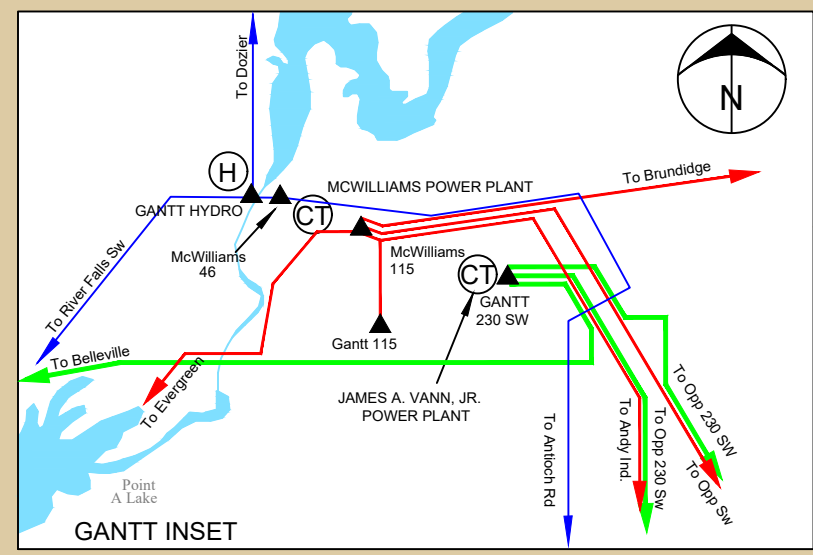 To Dozier
N
H
MCWILLIAMS POWER PLANT
To Brundidge
GANTT HYDRO
CT
McWilliams
46
McWilliams
115
To River Falls Sw
CT
GANTT
230 SW
Gantt 115
To Belleville
To Evergreen
JAMES A. VANN, JR.
POWER PLANT
To Antioch Rd
To Andy Ind.
To Opp 230 Sw
To Opp 230 SW
To Opp Sw
Point
A Lake
GANTT INSET